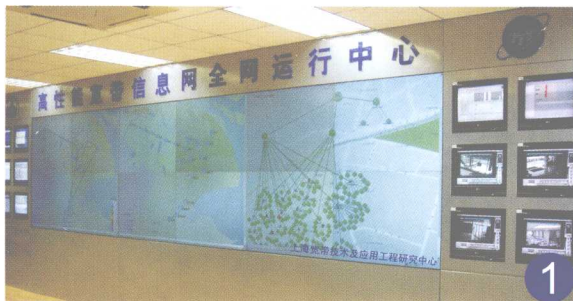 高性能宽带信息网全网运行中心
上海宽带技术及应用工程研究中心
1